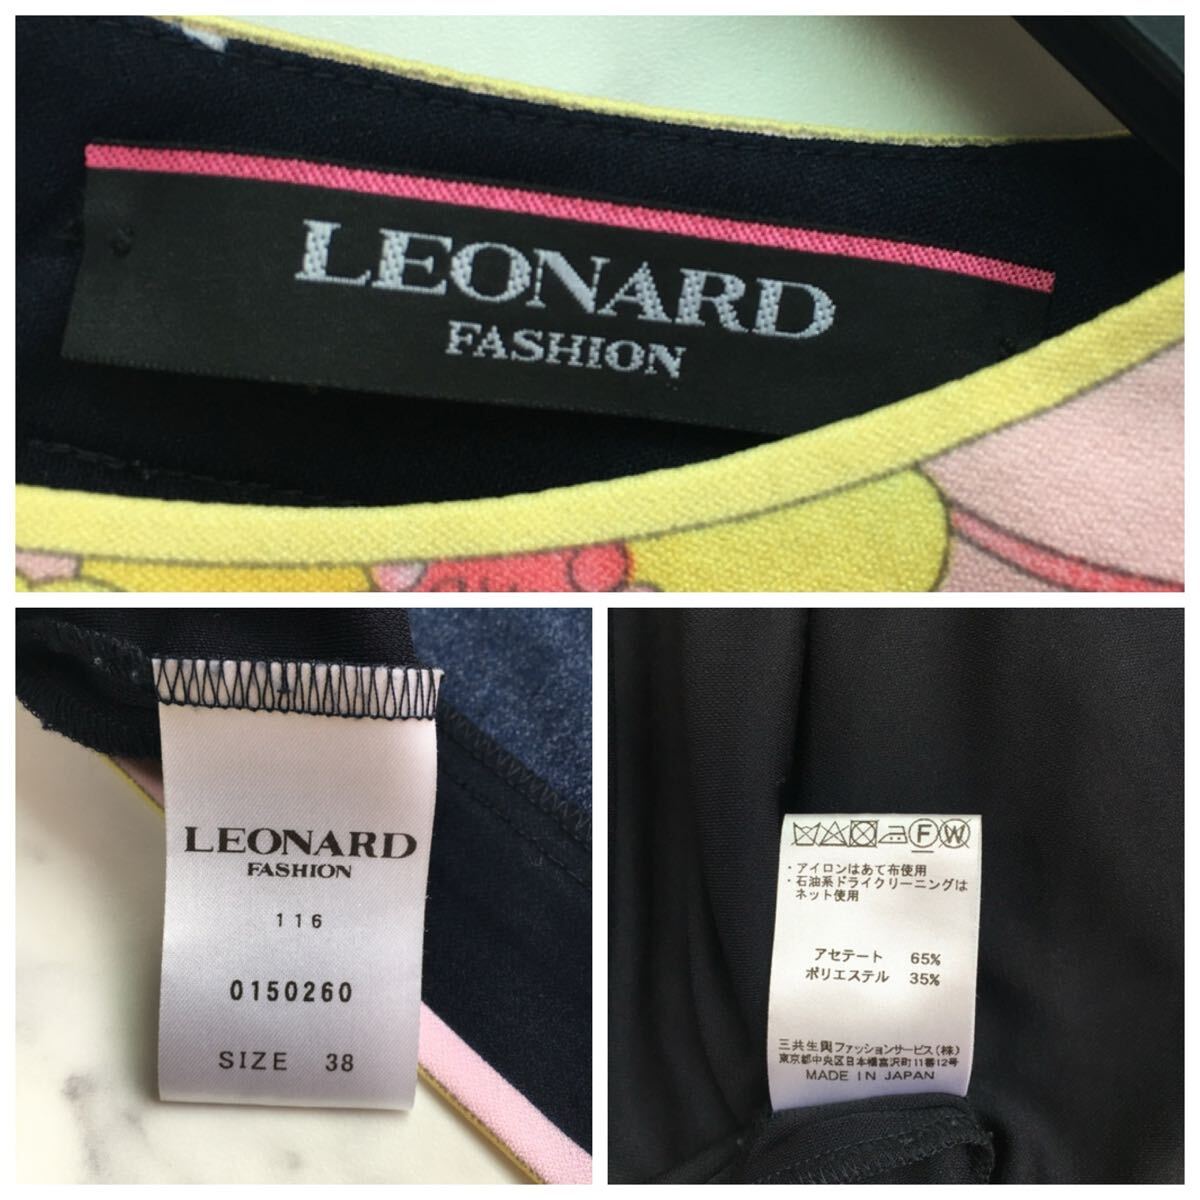 LEONARD
FASHION
LEONARD
FASHION
116
0150260
SIZE 38
F W
・アイロンはあて布使用
・石油系ドライクリーニングは
ネット使用
アセテート 65%
ポリエステル 35%
三共生興ファッションサービス(株)
東京都中央区日本橋富沢町11番12号
MADE IN JAPAN